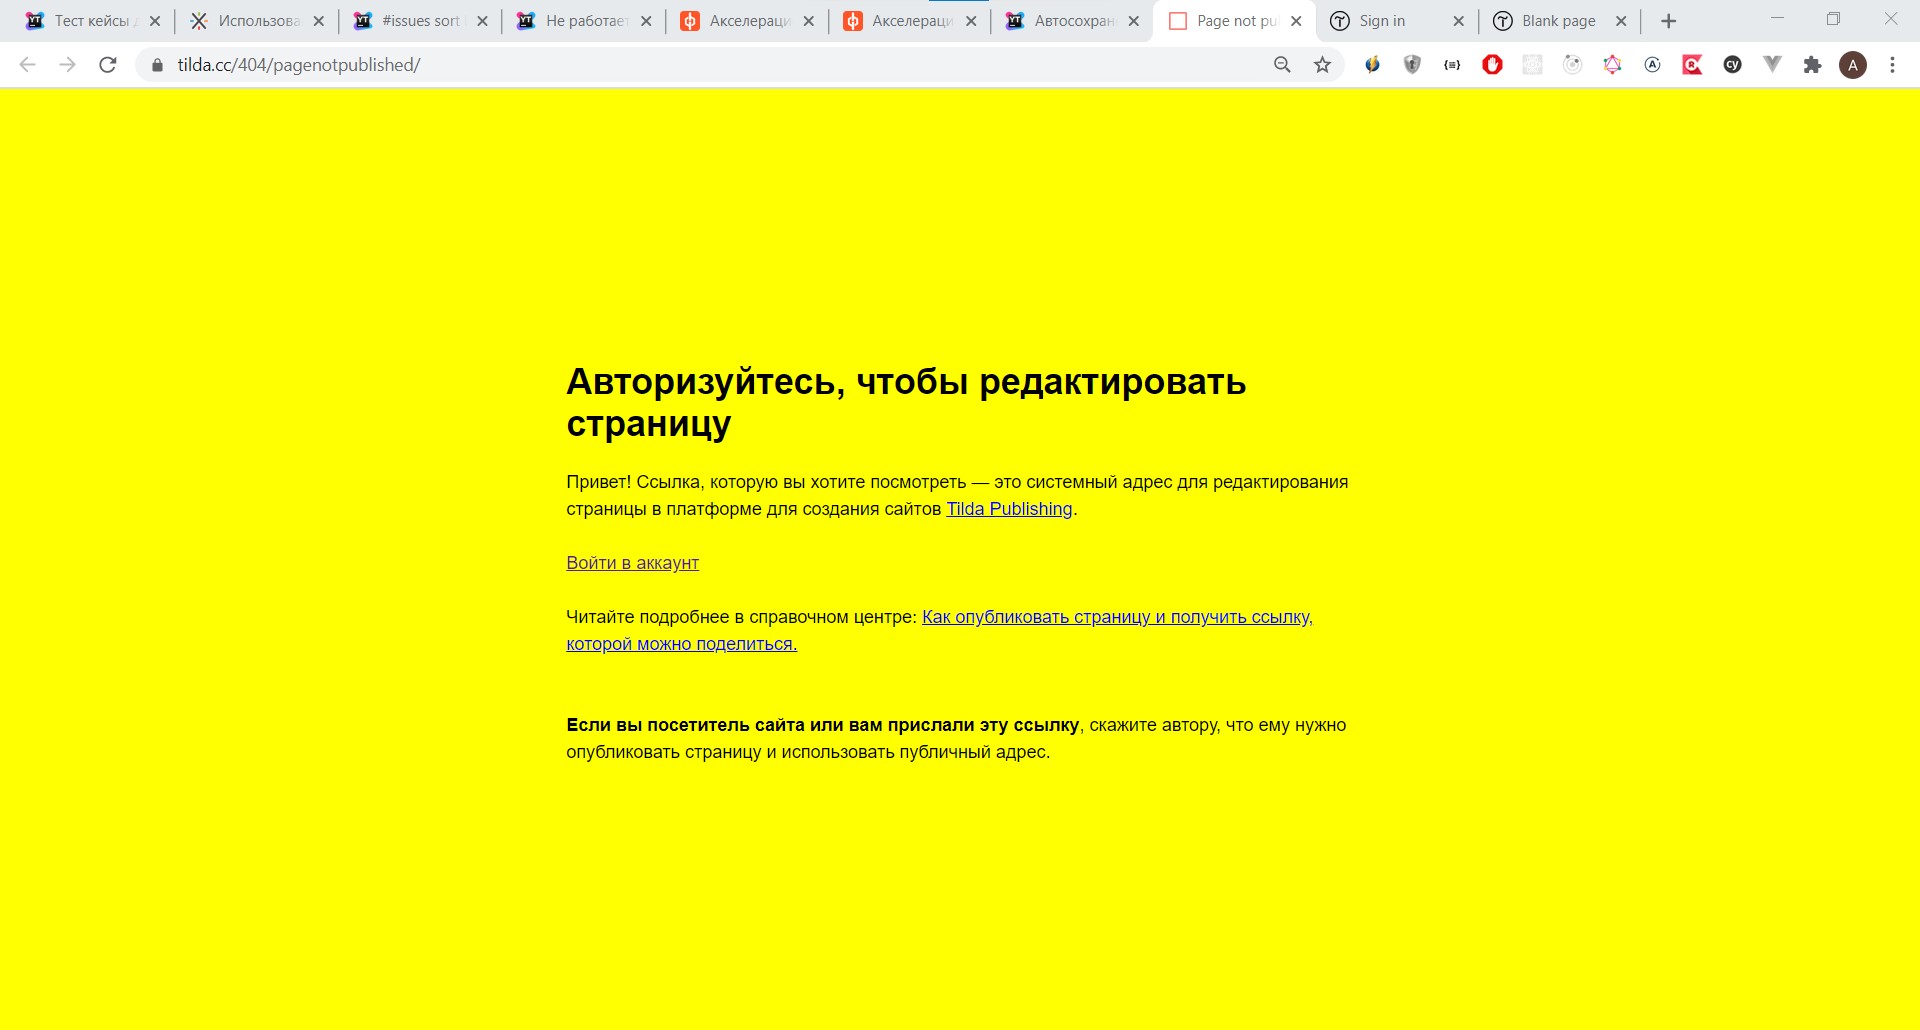 Тест кейсы
Использова
#issues sort
Не работает
Акселераци
Акселераци
Автосохран
Page not pu
Sign in
Blank page
tilda.cc/404/pagenotpublished/
A
Авторизуйтесь, чтобы редактировать
страницу
Привет! Ссылка, которую вы хотите посмотреть — это системный адрес для редактирования
страницы в платформе для создания сайтов Tilda Publishing.
Войти в аккаунт
Читайте подробнее в справочном центре: Как опубликовать страницу и получить ссылку,
которой можно поделиться.
Если вы посетитель сайта или вам прислали эту ссылку, скажите автору, что ему нужно
опубликовать страницу и использовать публичный адрес.